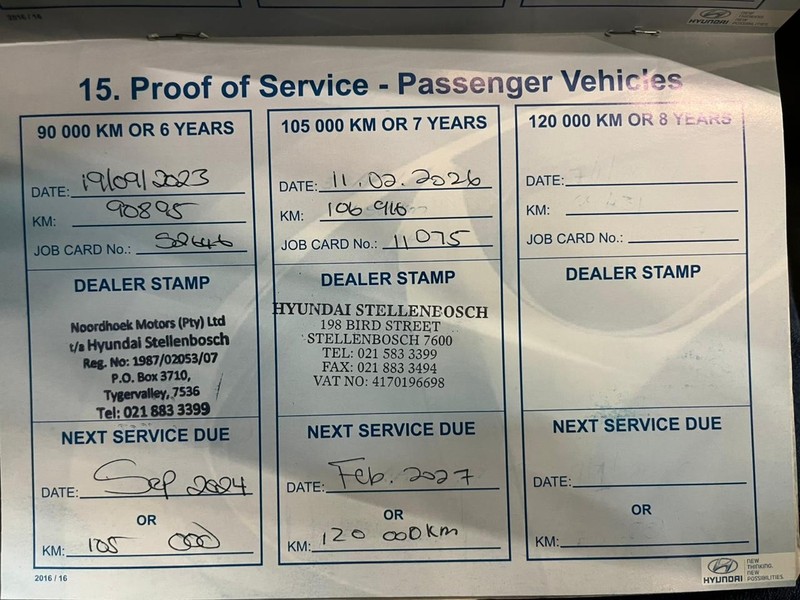 2016 / 16
HYUNDAI
NEW THINKING.
NEW POSSIBILITIES.
15. Proof of Service - Passenger Vehicles
90 000 KM OR 6 YEARS
DATE: 19/09/2023
KM: 90895
JOB CARD No.:
DEALER STAMP
Noordhoek Motors (Pty) Ltd
t/a Hyundai Stellenbosch
Reg. No: 1987/02053/07
P.O. Box 3710,
Tygervalley, 7536
Tel: 021 883 3399
NEXT SERVICE DUE
DATE: Sep 2024
OR
KM: 105 000
105 000 KM OR 7 YEARS
DATE: 11.02.2026
KM: 106 916
JOB CARD No.: 11075
DEALER STAMP
HYUNDAI STELLENBOSCH
198 BIRD STREET
STELLENBOSCH 7600
TEL: 021 583 3399
FAX: 021 883 3494
VAT NO: 4170196698
NEXT SERVICE DUE
DATE: Feb. 2027
OR
KM: 120 000km
120 000 KM OR 8 YEARS
DATE:
KM:
JOB CARD No.:
DEALER STAMP
NEXT SERVICE DUE
DATE:
OR
KM:
2016 / 16
HYUNDAI
NEW
THINKING.
NEW
POSSIBILITIES.